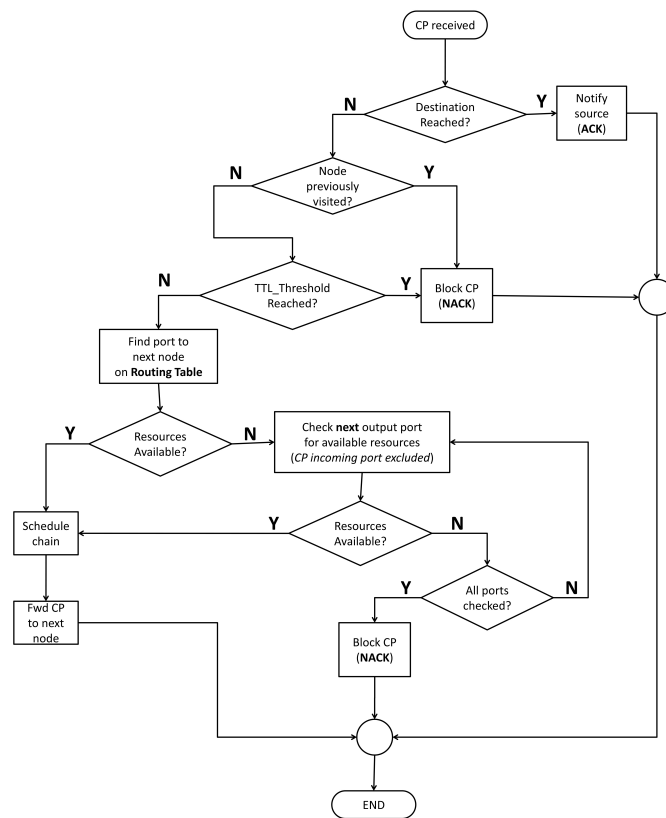 CP received
N
Destination
Reached?
Y
Notify
source
(ACK)
N
Node
previously
visited?
Y
N
TTL_Threshold
Reached?
Y
Block CP
(NACK)
Find port to
next node
on Routing Table
Y
Resources
Available?
N
Check next output port
for available resources
(CP incoming port excluded)
Schedule
chain
Y
Resources
Available?
N
Y
All ports
checked?
N
Fwd CP
to next
node
Block CP
(NACK)
END